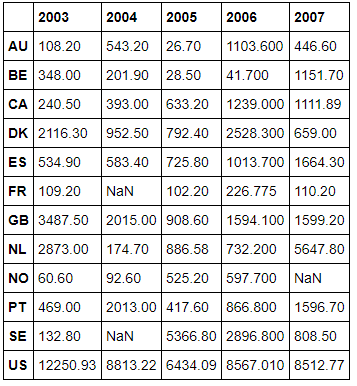 2003 2004 2005 2006 2007
AU 108.20 543.20 26.70 1103.600 446.60
BE 348.00 201.90 28.50 41.700 1151.70
CA 240.50 393.00 633.20 1239.000 1111.89
DK 2116.30 952.50 792.40 2528.300 659.00
ES 534.90 583.40 725.80 1013.700 1664.30
FR 109.20 NaN 102.20 226.775 110.20
GB 3487.50 2015.00 908.60 1594.100 1599.20
NL 2873.00 174.70 886.58 732.200 5647.80
NO 60.60 92.60 525.20 597.700 NaN
PT 469.00 2013.00 417.60 866.800 1596.70
SE 132.80 NaN 5366.80 2896.800 808.50
US 12250.93 8813.22 6434.09 8567.010 8512.77